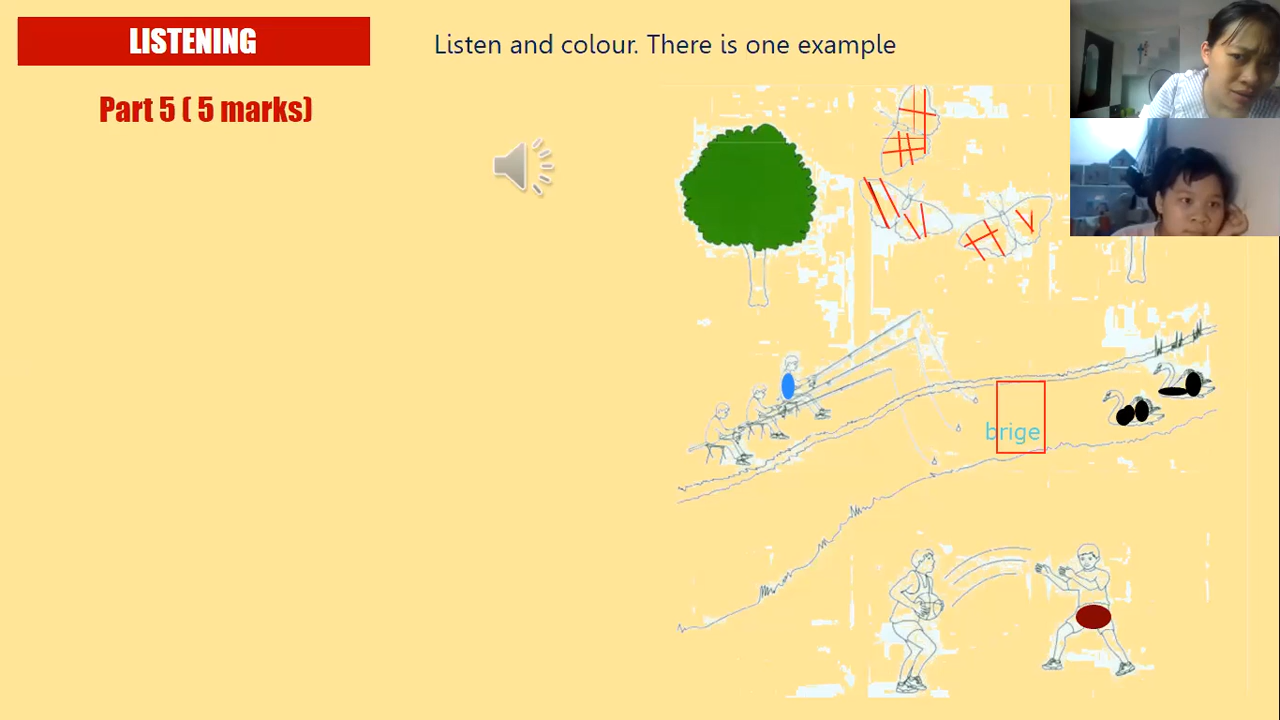 LISTENING
Listen and colour. There is one example
Part 5 ( 5 marks)
brige